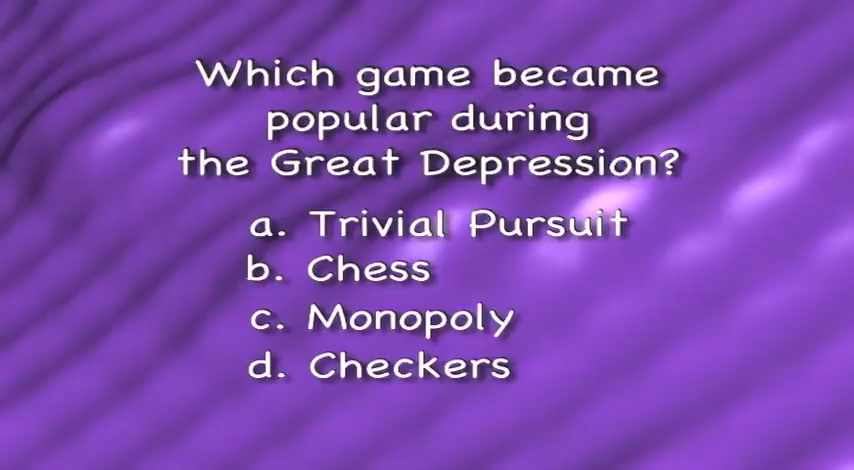 Which game became
popular during
the Great Depression?
a. Trivial Pursuit
b. Chess
c. Monopoly
d. Checkers